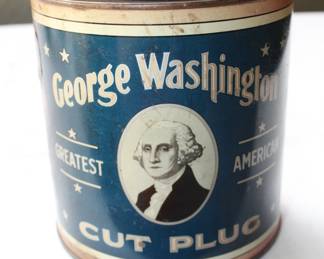 George Washington
GREATEST AMERICAN
CUT PLUG